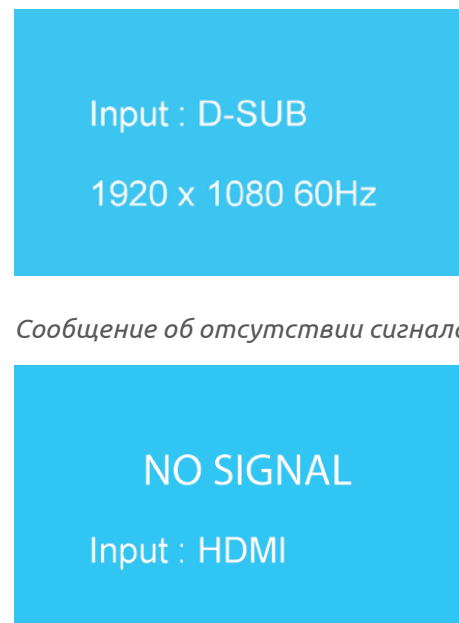 Input : D-SUB
1920 x 1080 60Hz
Сообщение об отсутствии
NO SIGNAL
Input : HDMI